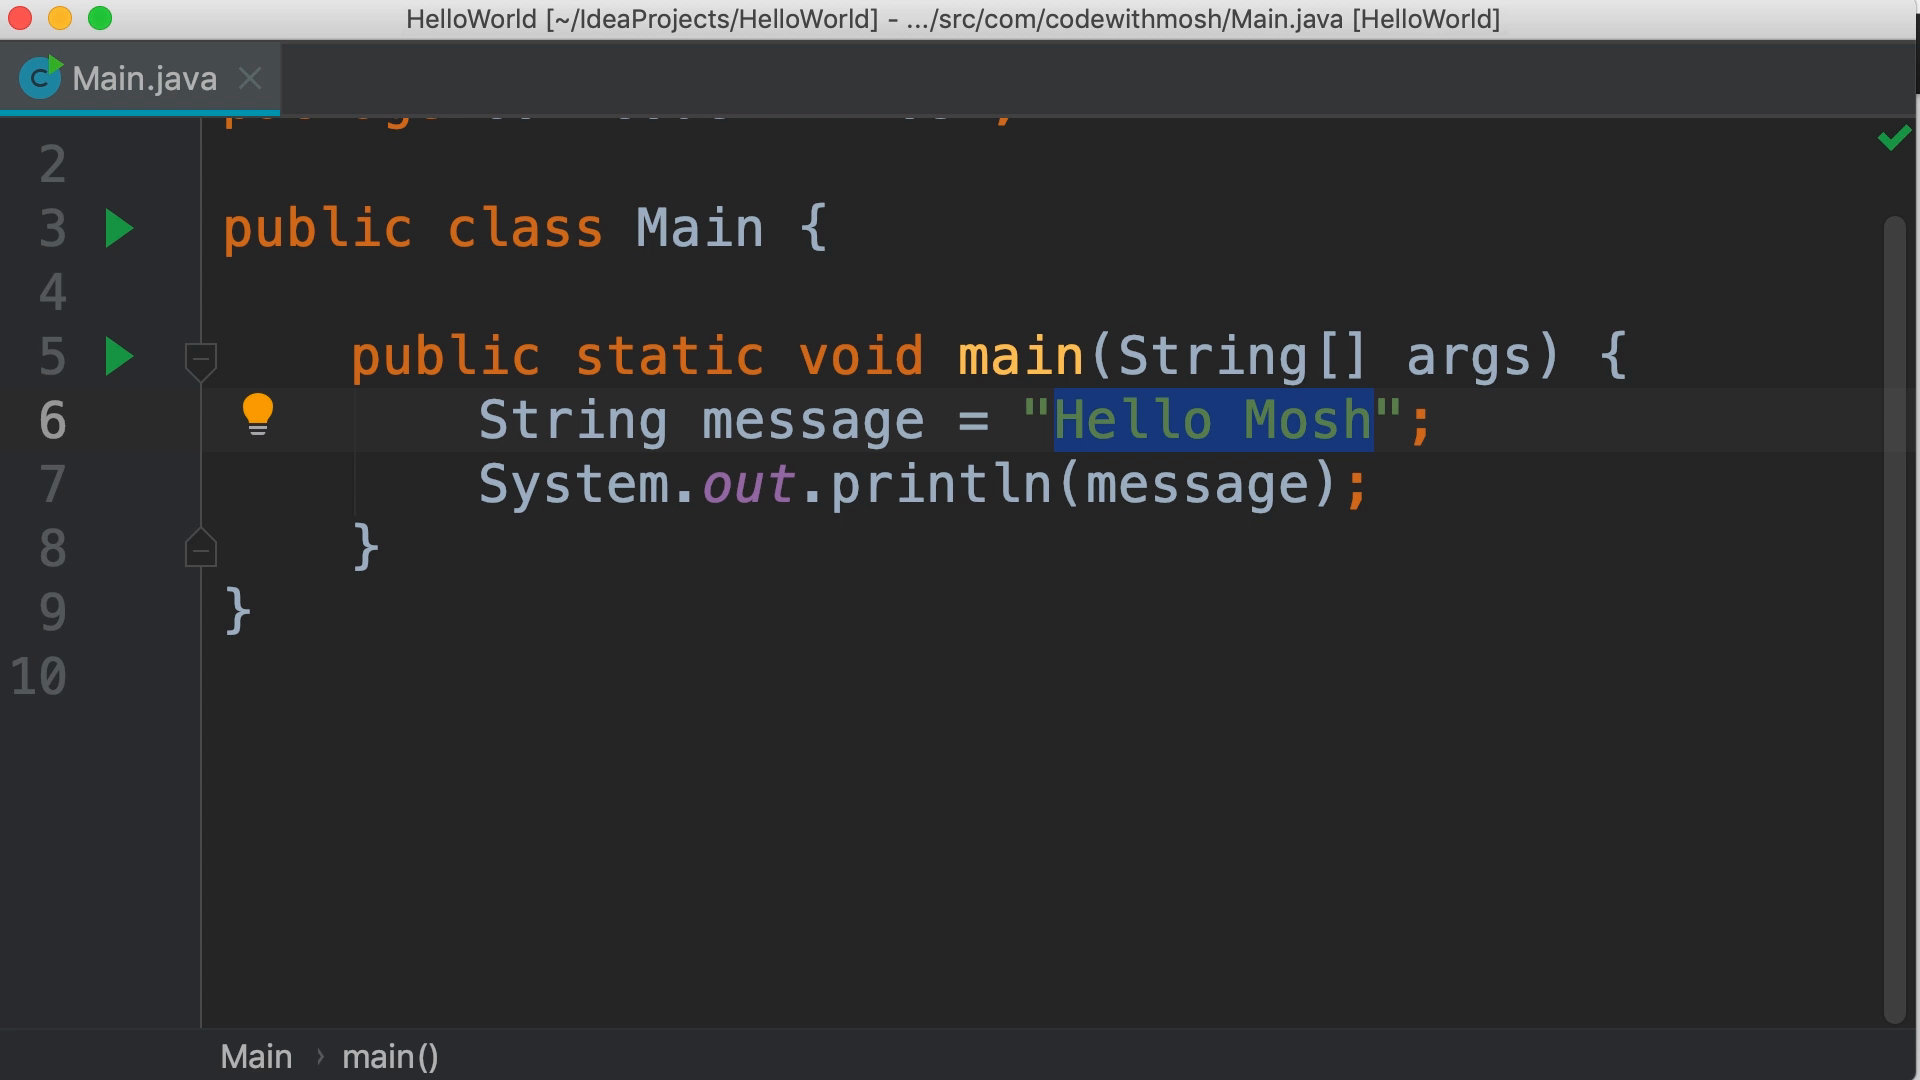 HelloWorld [~/IdeaProjects/HelloWorld] - .../src/com/codewithmosh/Main.java [HelloWorld]
Main.java
2
3 public class Main {
4
5 public static void main(String[] args) {
6 String message = "Hello Mosh";
7 System.out.println(message);
8 }
9 }
10
Main › main()